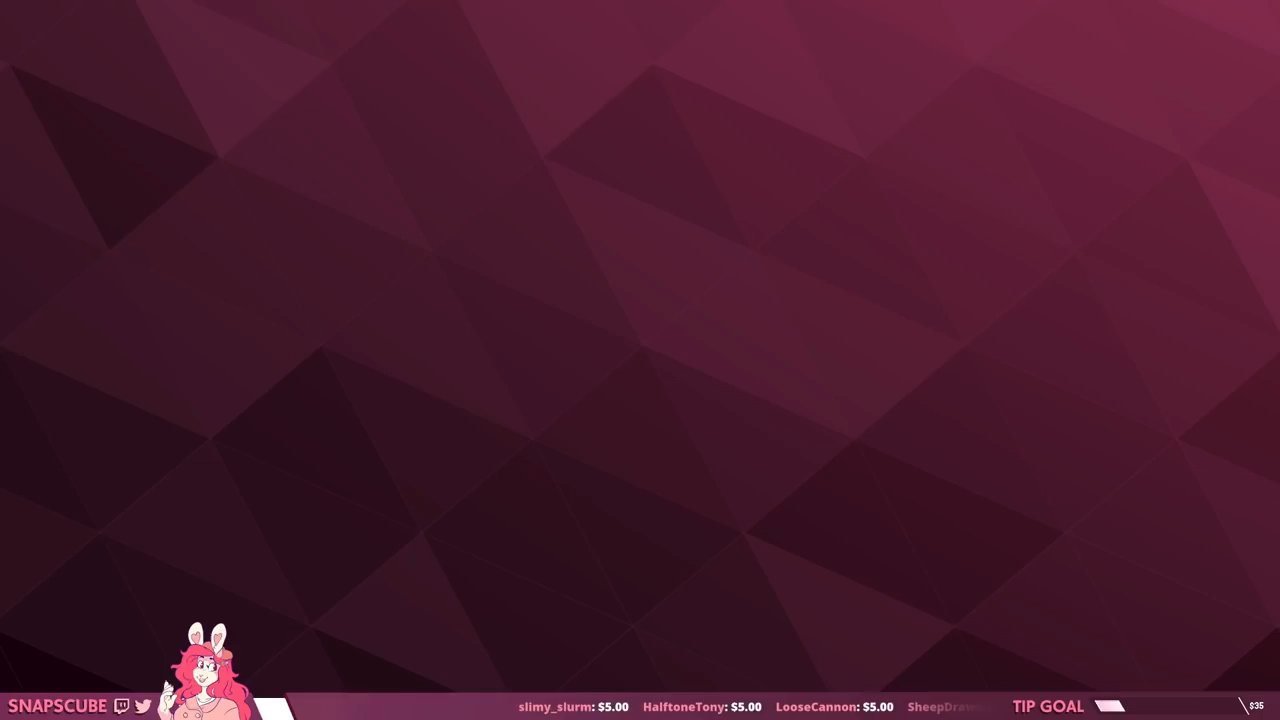 SNAPSCUBE
slimy_slurm: $5.00 HalftoneTony: $5.00 LooseCannon: $5.00
TIP GOAL
$35